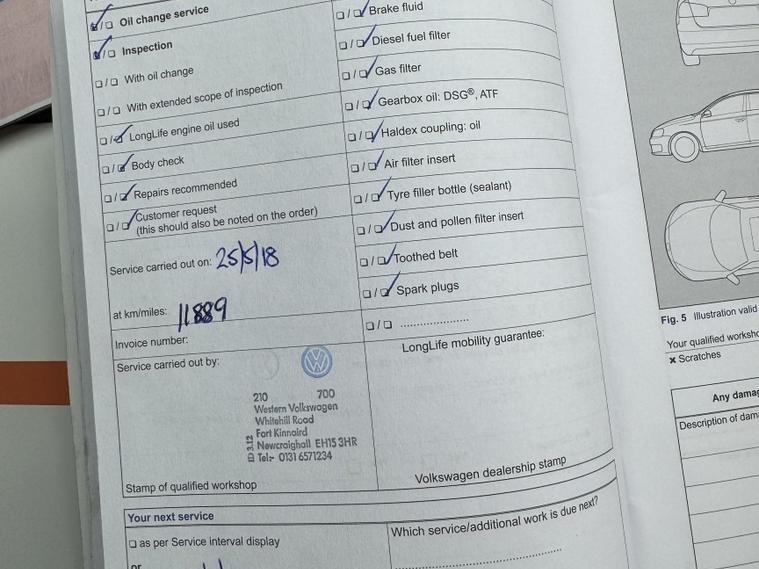 ☑/☐ Oil change service
☑/☐ Inspection
☐/☐ With oil change
☐/☐ With extended scope of inspection
☐/☑ LongLife engine oil used
☐/☑ Body check
☐/☑ Repairs recommended
☐/☑ Customer request
(this should also be noted on the order)
Service carried out on: 25/5/18
at km/miles: 11889
Invoice number:
Service carried out by:
210 700
Western Volkswagen
Whitehill Road
Fort Kinnaird
Newcraighall EH15 3HR
Tel:- 0131 6571234
Stamp of qualified workshop
☐/☑ Brake fluid
☐/☑ Diesel fuel filter
☐/☑ Gas filter
☐/☑ Gearbox oil: DSG®, ATF
☐/☑ Haldex coupling: oil
☐/☑ Air filter insert
☐/☑ Tyre filler bottle (sealant)
☐/☑ Dust and pollen filter insert
☐/☑ Toothed belt
☐/☑ Spark plugs
☐/☐ ......................
LongLife mobility guarantee:
Volkswagen dealership stamp
Your next service
☐ as per Service interval display
or
Which service/additional work is due next?
Fig. 5 Illustration valid
Your qualified worksho
✖ Scratches
Any damag
Description of dam